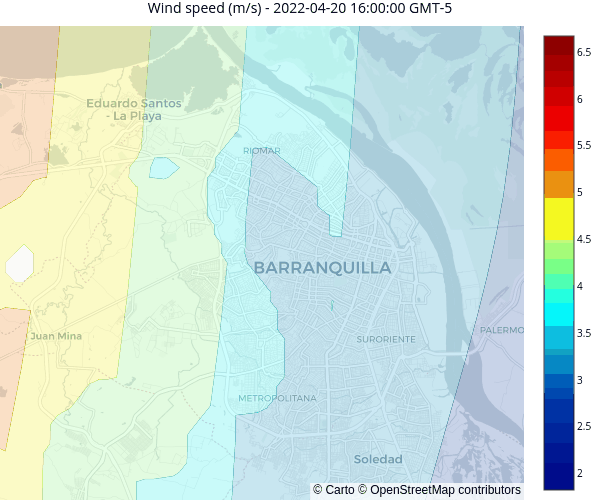 Wind speed (m/s) - 2022-04-20 16:00:00 GMT-5
6.5
6
5.5
5
4.5
4
3.5
3
2.5
2
Eduardo Santos
- La Playa
RIOMAR
BARRANQUILLA
Juan Mina
SURORIENTE
PALERMO
METROPOLITANA
Soledad
© Carto © OpenStreetMap contributors